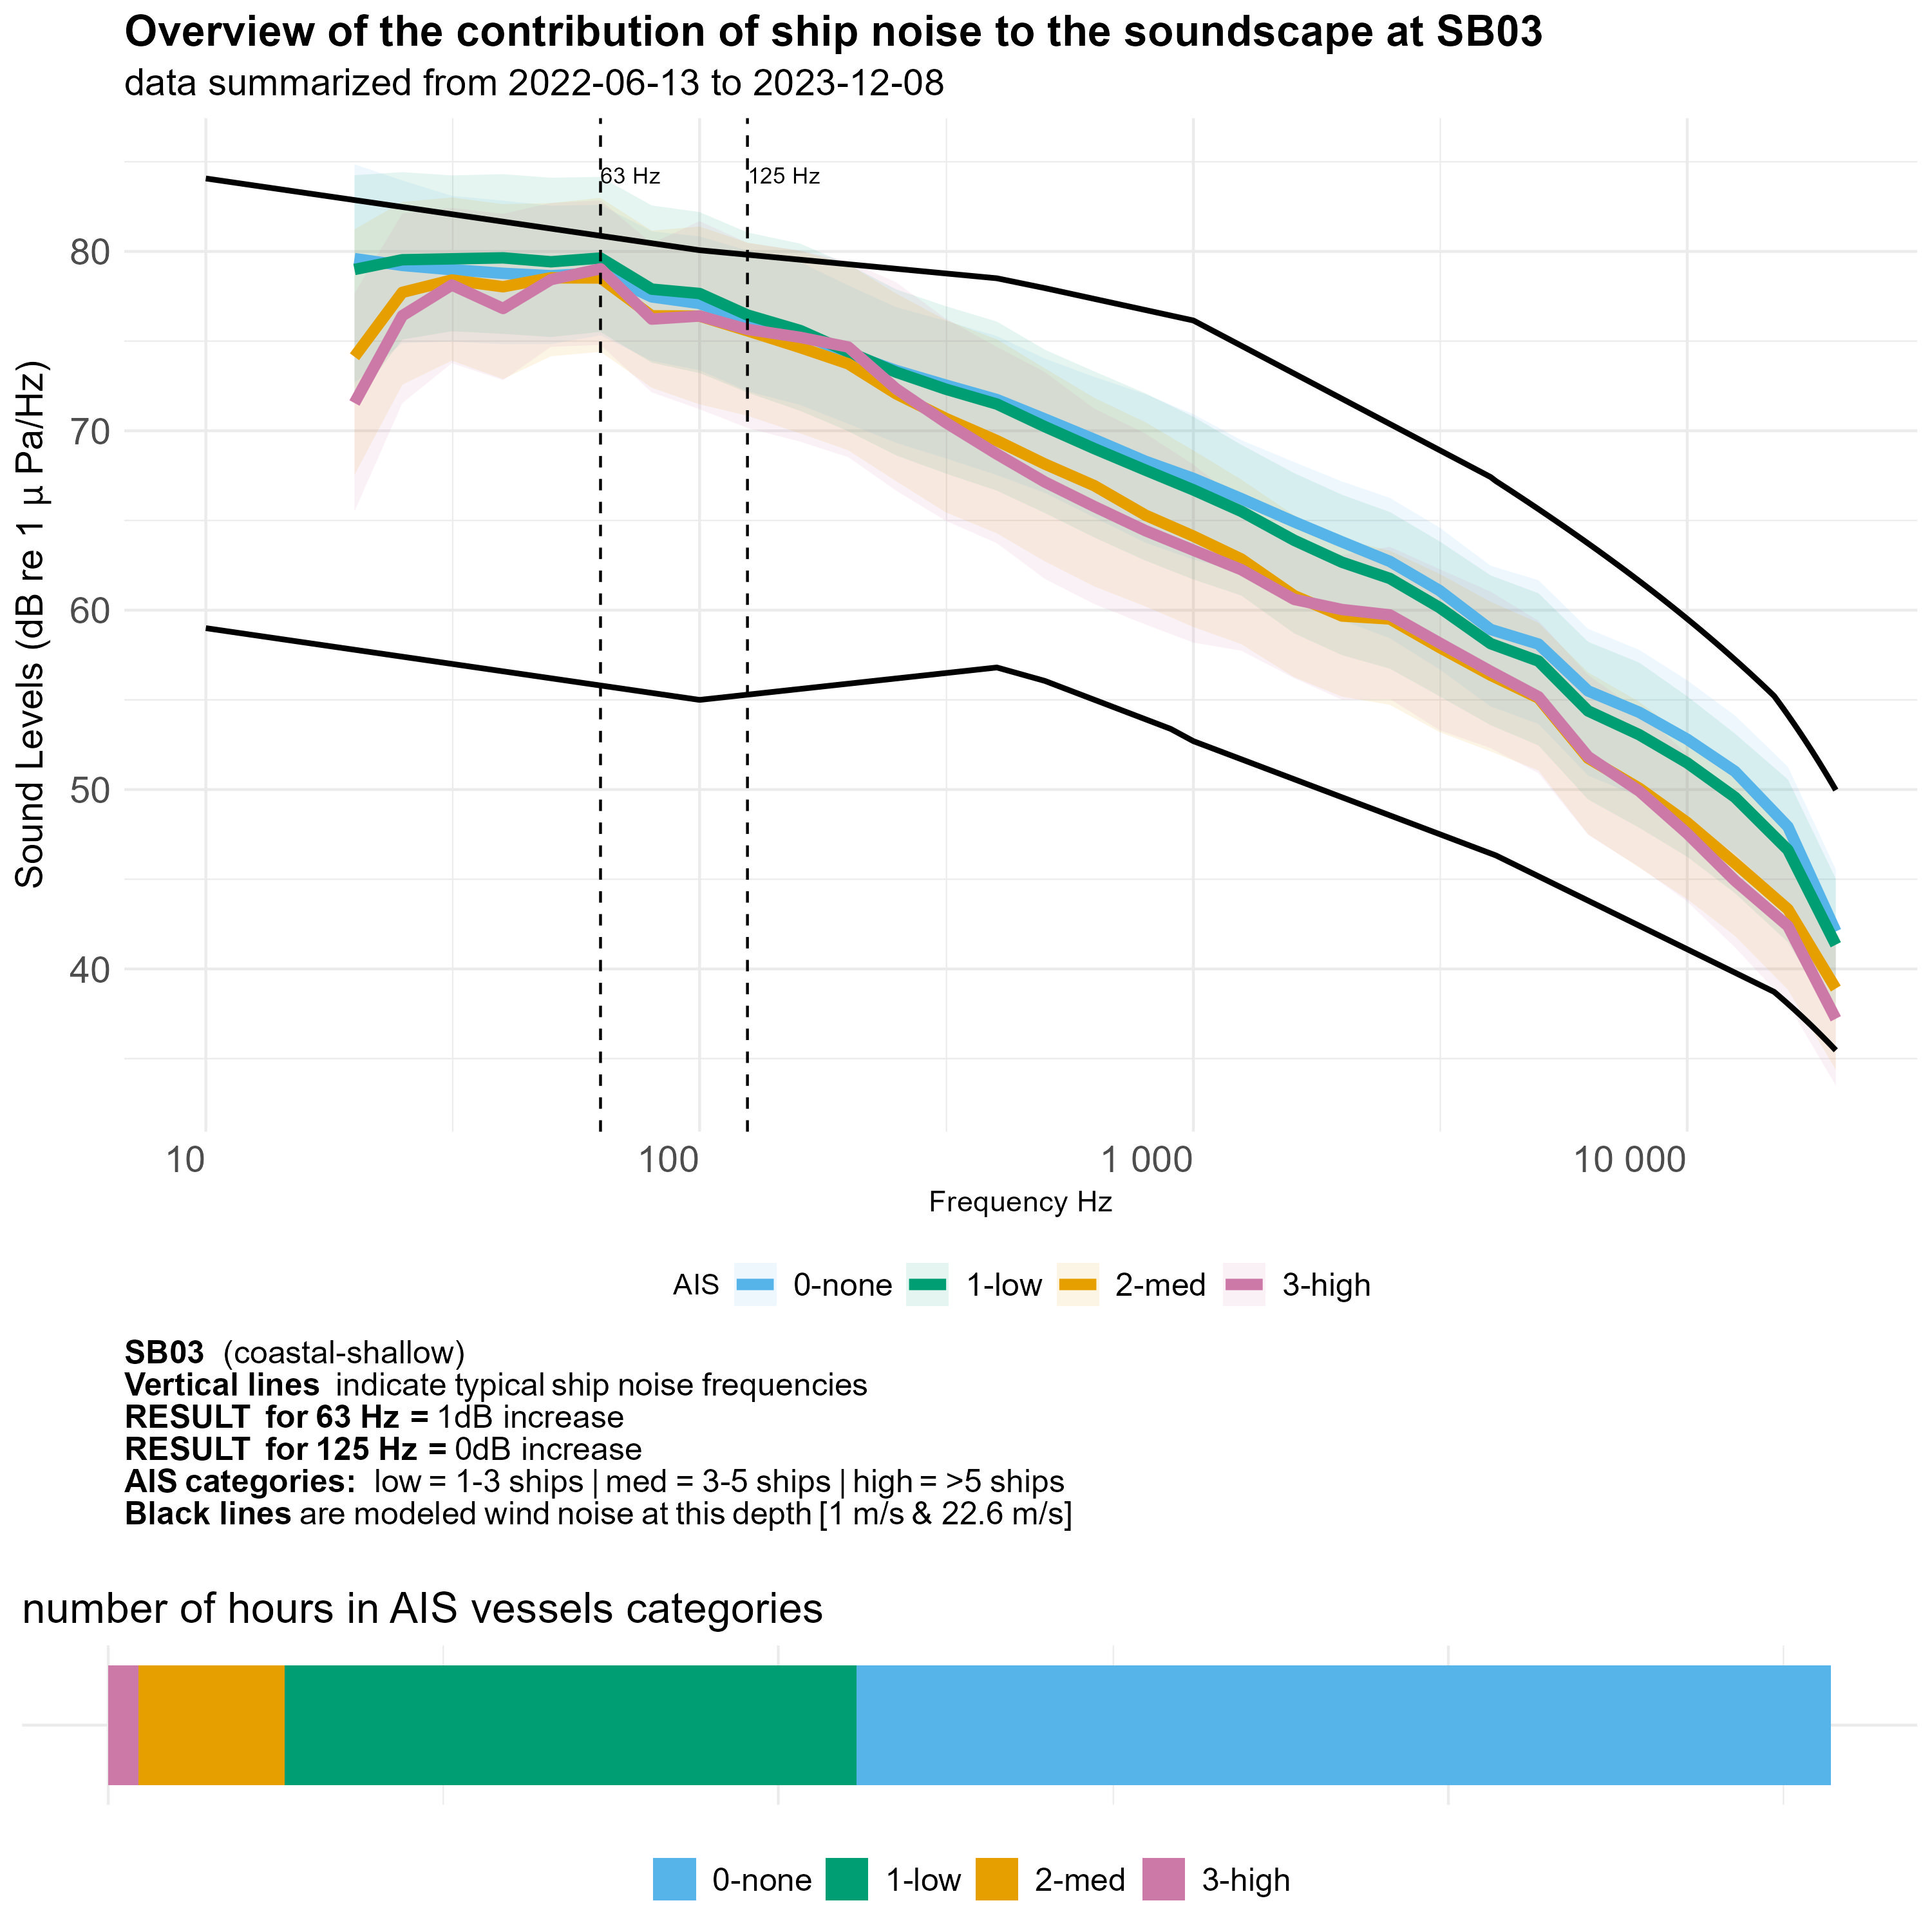 Overview of the contribution of ship noise to the soundscape at SB03
data summarized from 2022-06-13 to 2023-12-08
63 Hz
125 Hz
80
70
60
50
40
Sound Levels (dB re 1 µ Pa/Hz)
10
100
1 000
10 000
Frequency Hz
AIS 0-none 1-low 2-med 3-high
SB03 (coastal-shallow)
Vertical lines indicate typical ship noise frequencies
RESULT for 63 Hz = 1dB increase
RESULT for 125 Hz = 0dB increase
AIS categories: low = 1-3 ships | med = 3-5 ships | high = >5 ships
Black lines are modeled wind noise at this depth [1 m/s & 22.6 m/s]
number of hours in AIS vessels categories
0-none 1-low 2-med 3-high